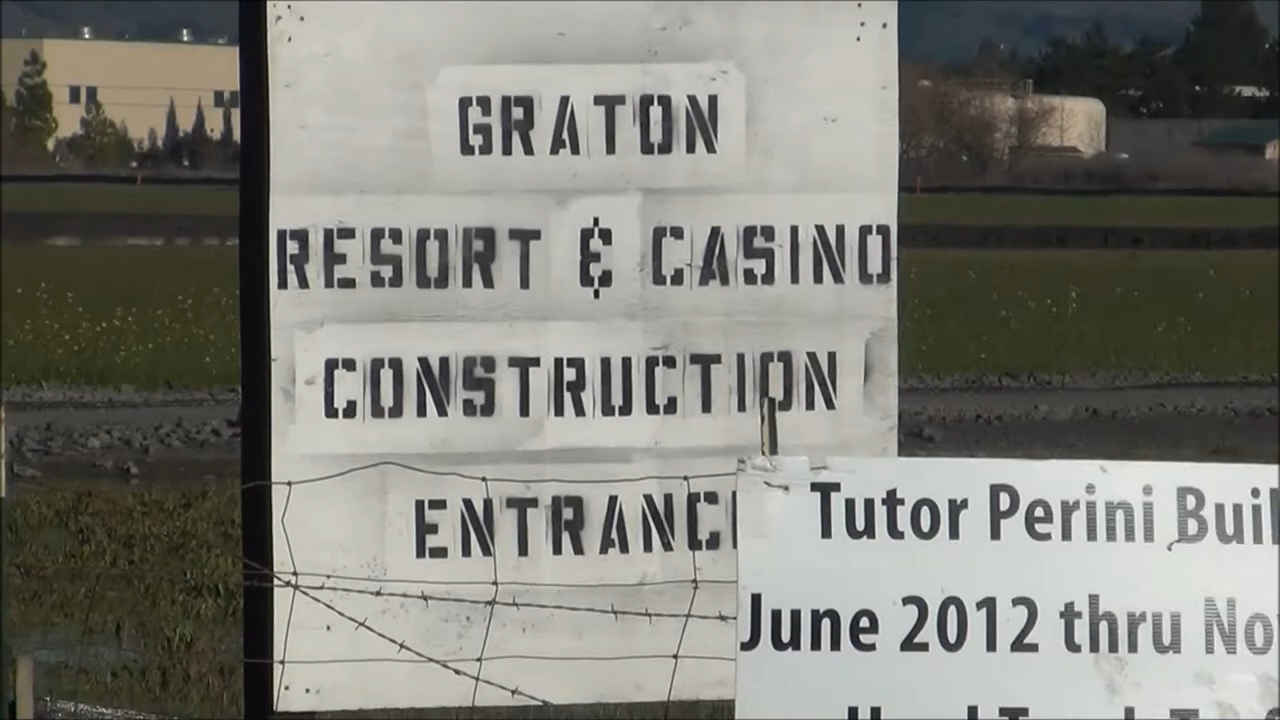 GRATON
RESORT & CASINO
CONSTRUCTION
ENTRANC
Tutor Perini Buil
June 2012 thru No